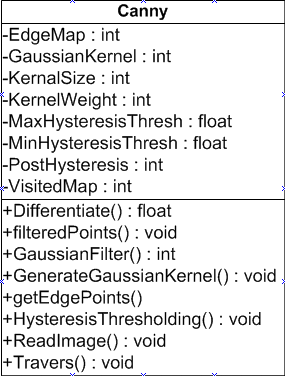 Canny
-EdgeMap : int
-GaussianKernel : int
-KernalSize : int
-KernelWeight : int
-MaxHysteresisThresh : float
-MinHysteresisThresh : float
-PostHysteresis : int
-VisitedMap : int
+Differentiate() : float
+filteredPoints() : void
+GaussianFilter() : int
+GenerateGaussianKernel() : void
+getEdgePoints()
+HysteresisThresholding() : void
+ReadImage() : void
+Travers() : void